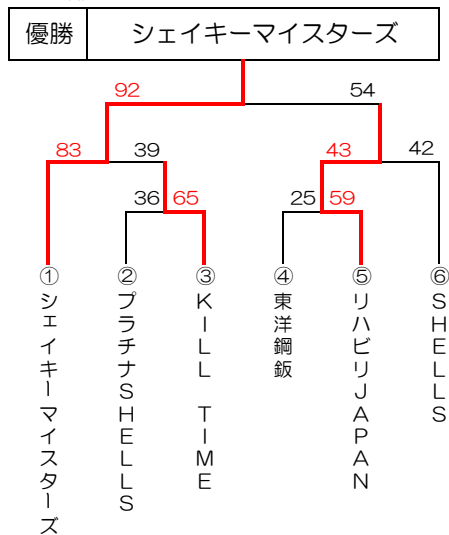 優勝 シェイキーマイスターズ
92 54
83 39 43 42
36 65 25 59
① ② ③ ④ ⑤ ⑥
シェイキーマイスターズ
プラチナSHELLS
KILL TIME
東洋鋼鈑
リハビリJAPAN
SHELLS